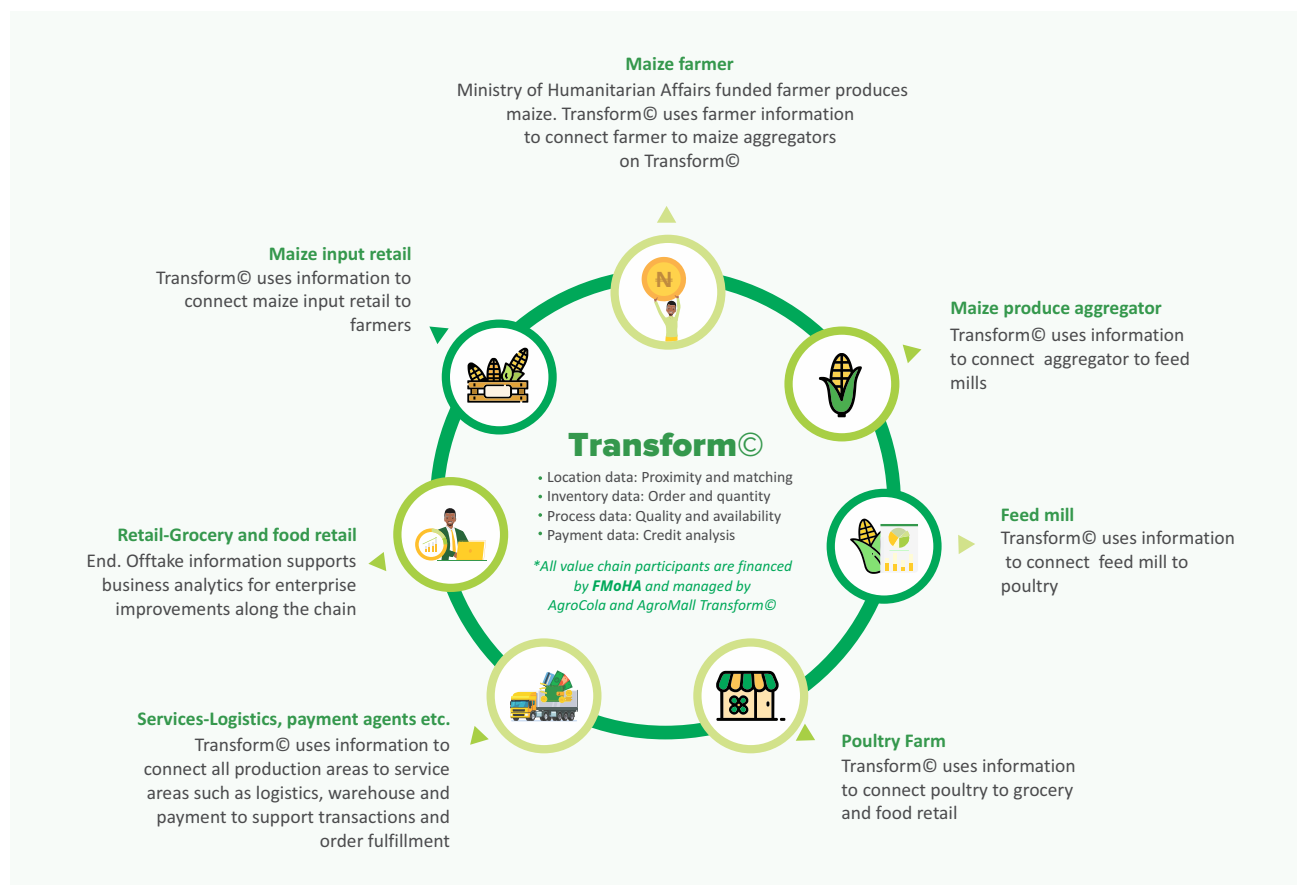 Maize farmer
Ministry of Humanitarian Affairs funded farmer produces
maize. Transform© uses farmer information
to connect farmer to maize aggregators
on Transform©
Maize input retail
Transform© uses information to
connect maize input retail to
farmers
Maize produce aggregator
Transform© uses information
to connect aggregator to feed
mills
₦
Transform©
• Location data: Proximity and matching
• Inventory data: Order and quantity
• Process data: Quality and availability
• Payment data: Credit analysis
*All value chain participants are financed
by FMoHA and managed by
AgroCola and AgroMall Transform©
Feed mill
Transform© uses information
to connect feed mill to
poultry
Retail-Grocery and food retail
End. Offtake information supports
business analytics for enterprise
improvements along the chain
Services-Logistics, payment agents etc.
Transform© uses information to
connect all production areas to service
areas such as logistics, warehouse and
payment to support transactions and
order fulfillment
Poultry Farm
Transform© uses information
to connect poultry to grocery
and food retail